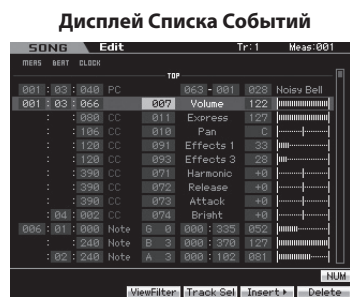 Дисплей Списка Событий
SONG Edit Tr:1 Meas:001
MEAS BEAT CLOCK
TOP
001 : 03 : 040 PC 063 - 001 028 Noisy Bell
001 : 03 : 066 007 Volume 122
: : 080 CC 011 Express 127
: : 106 CC 010 Pan C
: : 120 CC 091 Effects 1 33
: : 120 CC 093 Effects 3 28
: : 390 CC 071 Harmonic +0
: : 390 CC 072 Release +0
: : 390 CC 073 Attack +0
: 04 : 002 CC 074 Bright +0
006 : 01 : 000 Note G 0 000 : 335 052
: : 240 Note B 3 000 : 370 127
: 02 : 240 Note A 3 000 : 102 081
NUM
ViewFilter Track Sel Insert Delete